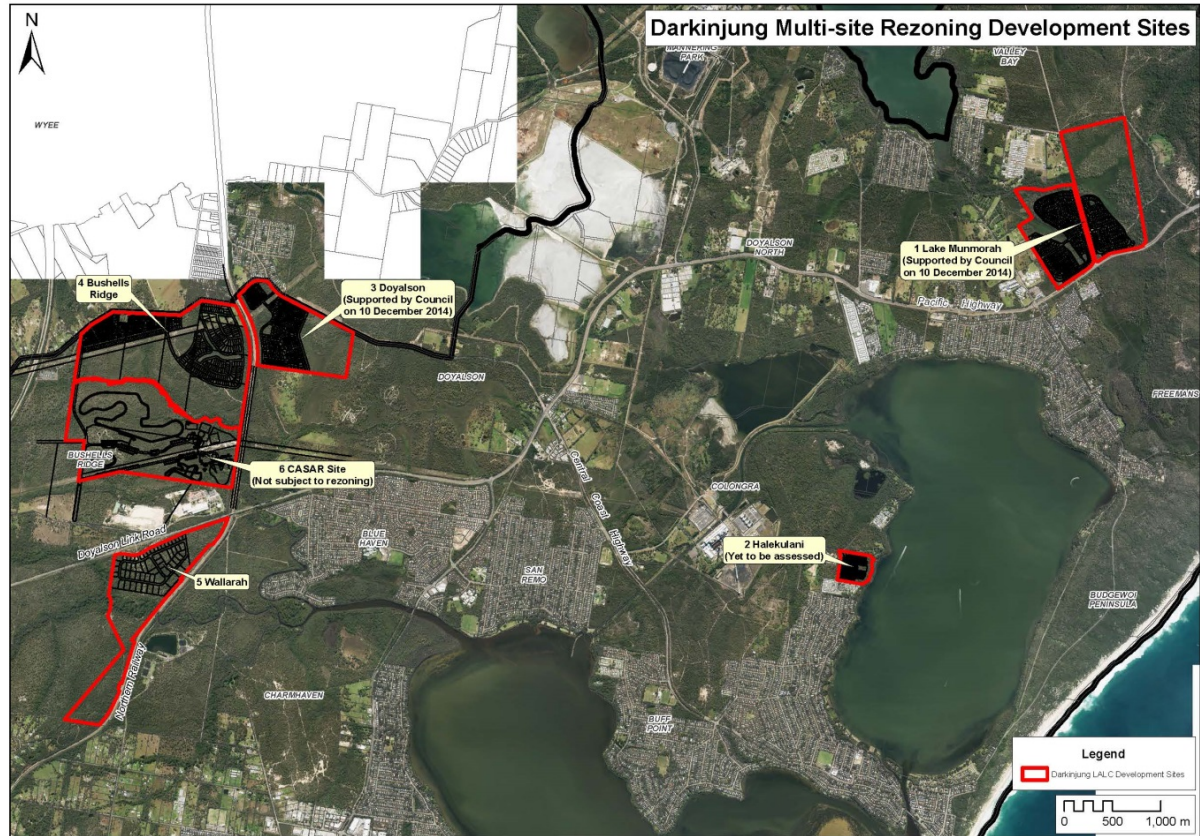 Darkinjung Multi-site Rezoning Development Sites
N
MANNERING
PARK
VALLEY
BAY
WYEE
1 Lake Munmorah
(Supported by Council
on 10 December 2014)
DOYALSON
NORTH
4 Bushells
Ridge
3 Doyalson
(Supported by Council
on 10 December 2014)
Pacific Highway
DOYALSON
FREEMANS
BUSHELLS
RIDGE
6 CASAR Site
(Not subject to rezoning)
Central Coast Highway
COLONGRA
Doyalson Link Road
BLUE
HAVEN
2 Halekulani
(Yet to be assessed)
SAN
REMO
5 Wallarah
BUDGEWOI
PENINSULA
Northern Railway
CHARMHAVEN
BUFF
POINT
Legend
Darkinjung LALC Development Sites
0 500 1,000 m